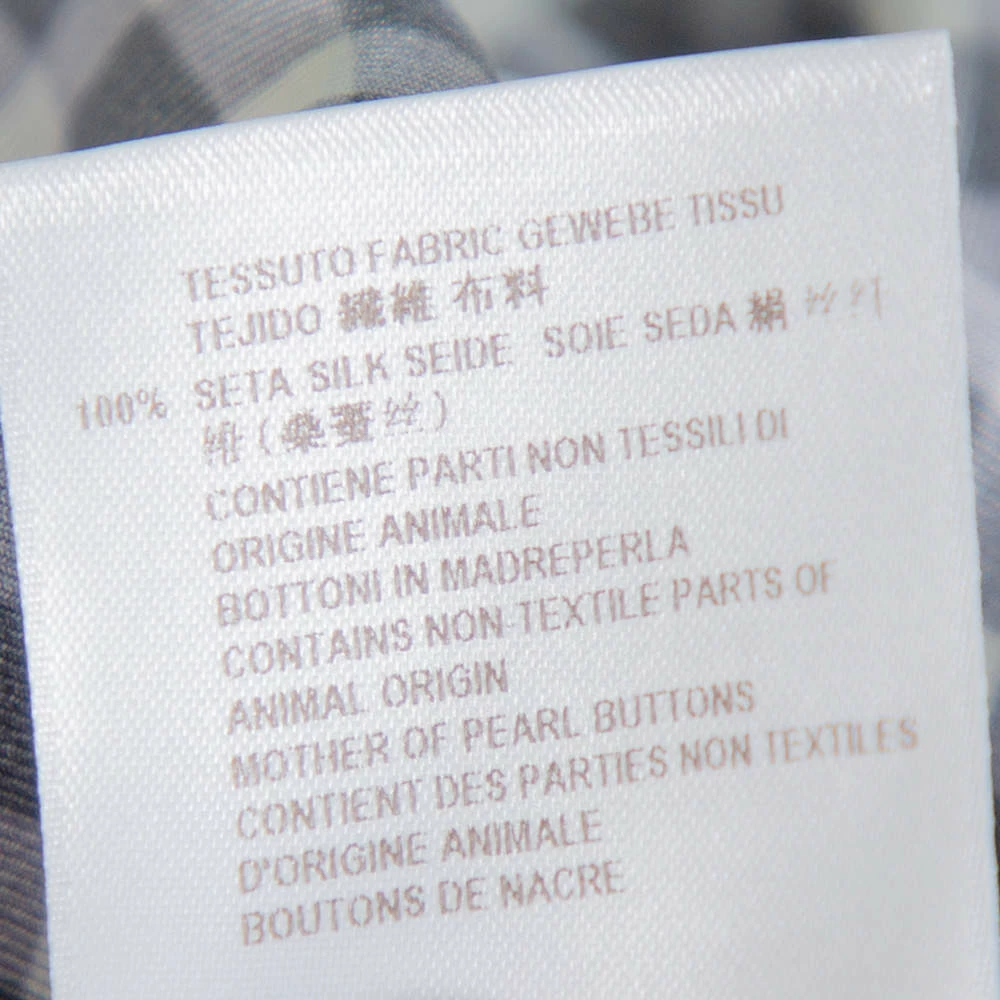 TESSUTO FABRIC GEWEBE TISSU
TEJIDO 繊維 布料
100% SETA SILK SEIDE SOIE SEDA 絹 丝纤
维(桑蚕丝)
CONTIENE PARTI NON TESSILI DI
ORIGINE ANIMALE
BOTTONI IN MADREPERLA
CONTAINS NON-TEXTILE PARTS OF
ANIMAL ORIGIN
MOTHER OF PEARL BUTTONS
CONTIENT DES PARTIES NON TEXTILES
D'ORIGINE ANIMALE
BOUTONS DE NACRE